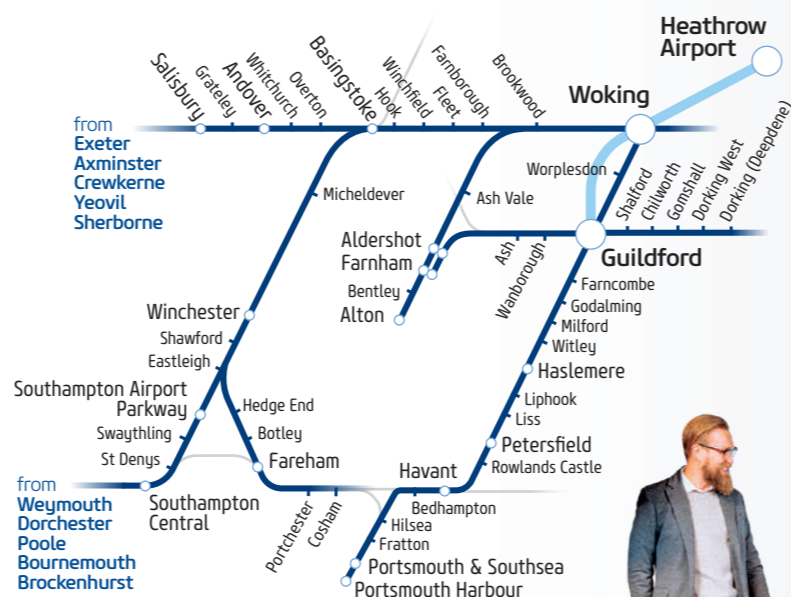 Heathrow
Airport
Woking
Salisbury
Grateley
Andover
Whitchurch
Overton
Basingstoke
Hook
Winchfield
Fleet
Farnborough
Brookwood
from
Exeter
Axminster
Crewkerne
Yeovil
Sherborne
Worplesdon
Shalford
Chilworth
Gomshall
Dorking West
Dorking (Deepdene)
Micheldever
Ash Vale
Aldershot
Farnham
Bentley
Alton
Ash
Wanborough
Guildford
Farncombe
Godalming
Milford
Witley
Haslemere
Liphook
Liss
Petersfield
Rowlands Castle
Winchester
Shawford
Eastleigh
Southampton Airport
Parkway
Swaythling
St Denys
Hedge End
Botley
Fareham
Havant
Bedhampton
from
Weymouth
Dorchester
Poole
Bournemouth
Brockenhurst
Southampton
Central
Portchester
Cosham
Hilsea
Fratton
Portsmouth & Southsea
Portsmouth Harbour